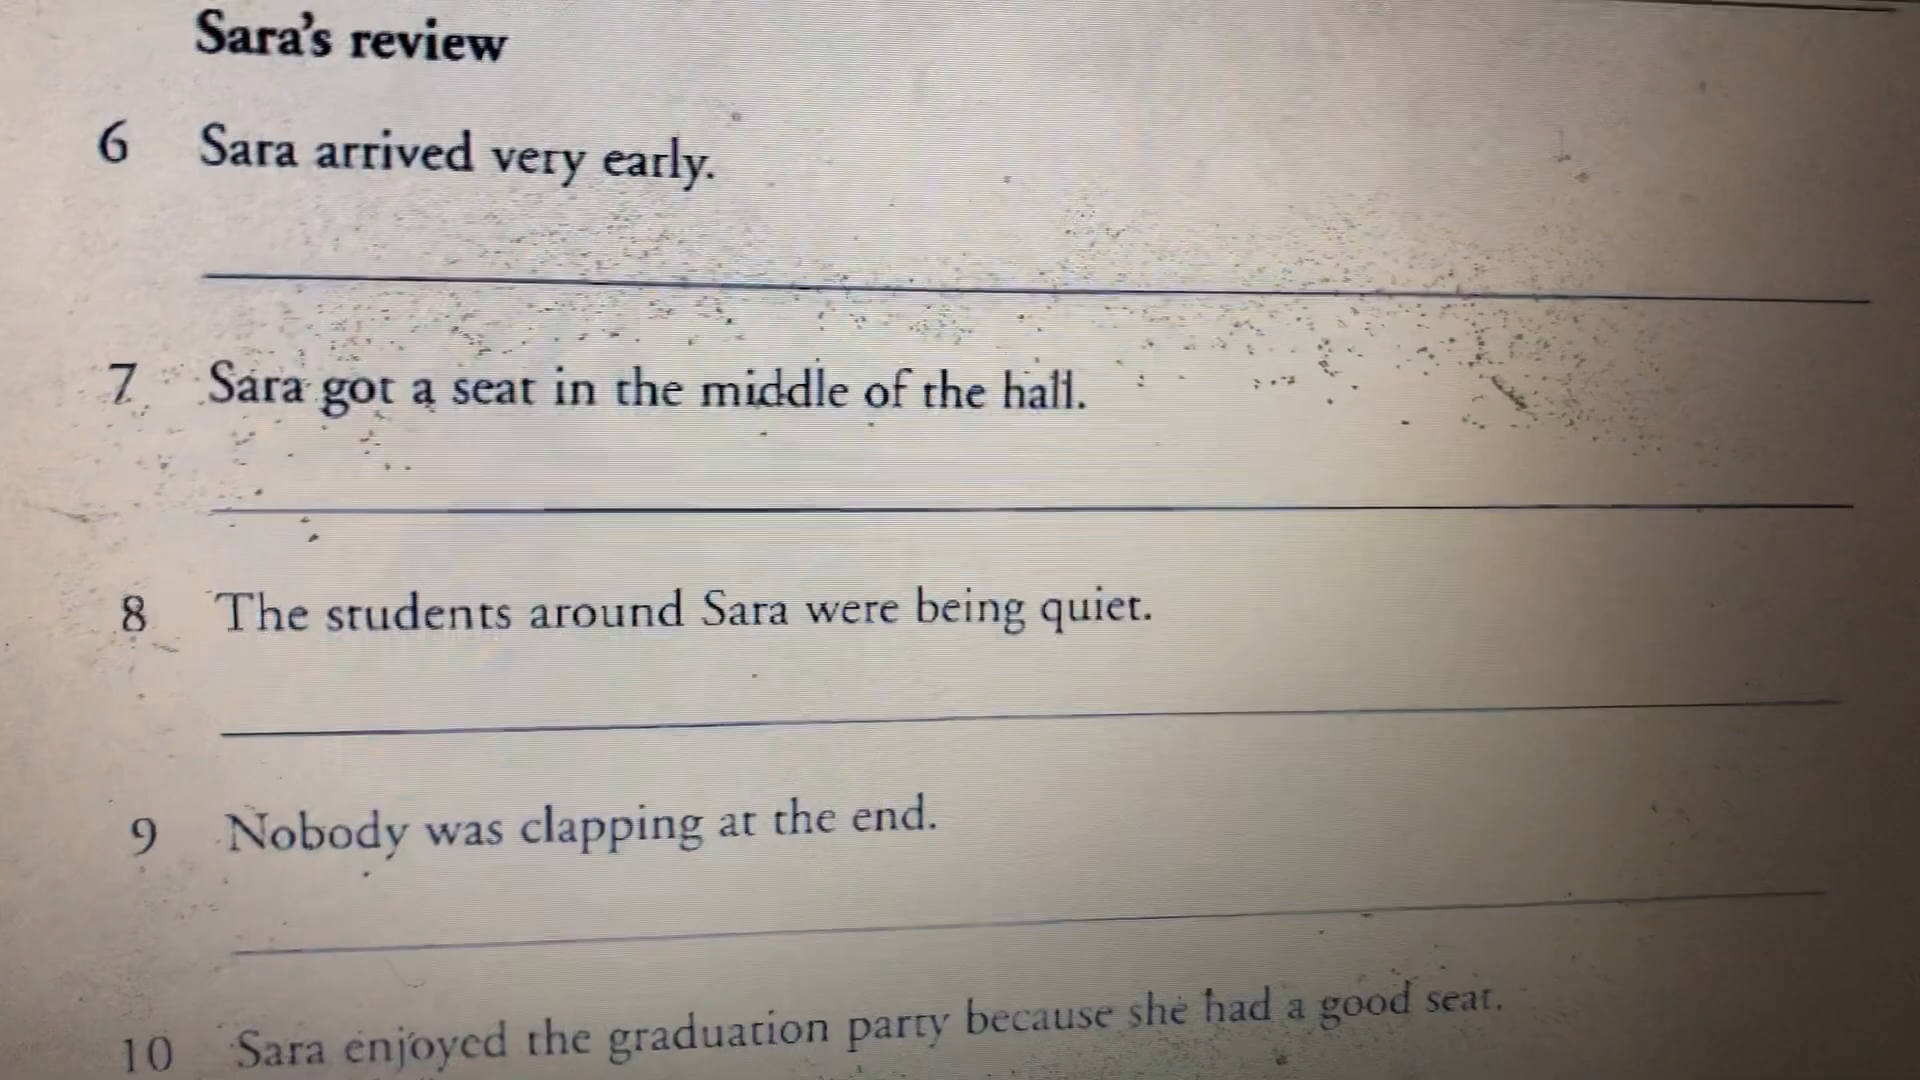 Sara's review
6 Sara arrived very early.
7 Sara got a seat in the middle of the hall.
8 The students around Sara were being quiet.
9 Nobody was clapping at the end.
10 Sara enjoyed the graduation party because she had a good seat.